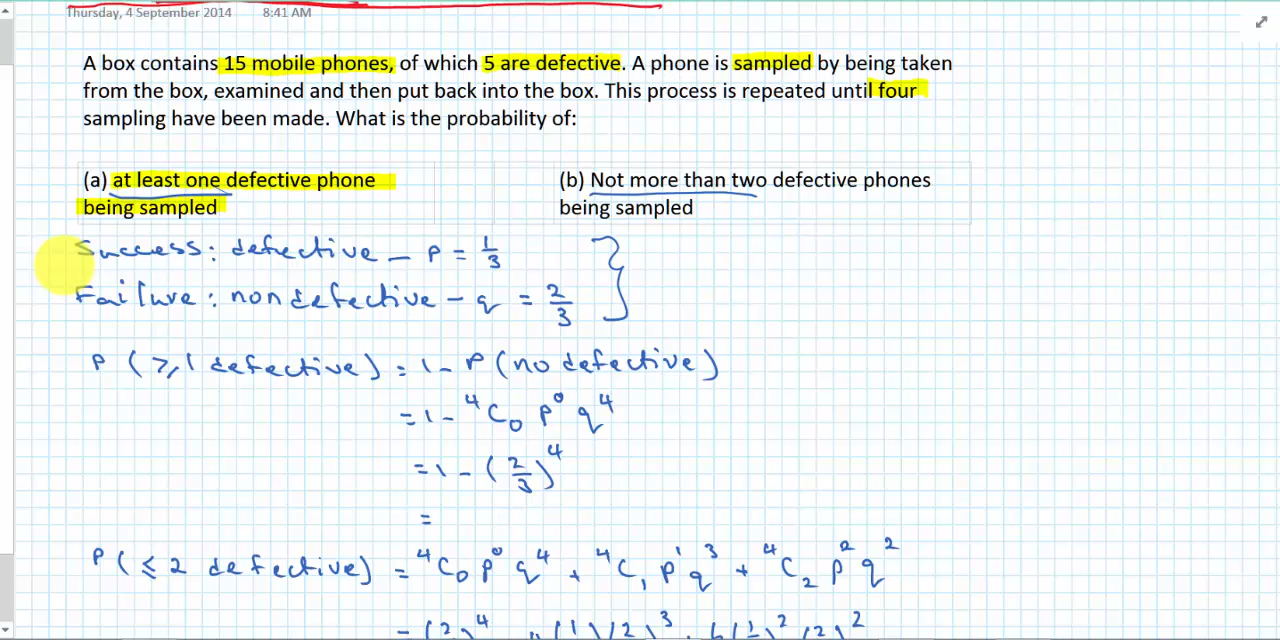 Thursday, 4 September 2014 8:41 AM
A box contains 15 mobile phones, of which 5 are defective. A phone is sampled by being taken
from the box, examined and then put back into the box. This process is repeated until four
sampling have been made. What is the probability of:
(a) at least one defective phone
being sampled
(b) Not more than two defective phones
being sampled
Success: defective – p = 1/3
Failure: non defective – q = 2/3
P (≥1 defective) = 1 – P (no defective)
= 1 – ⁴C₀ p⁰ q⁴
= 1 – (2/3)⁴
=
P (≤ 2 defective) = ⁴C₀ p⁰ q⁴ + ⁴C₁ p¹ q³ + ⁴C₂ p² q²